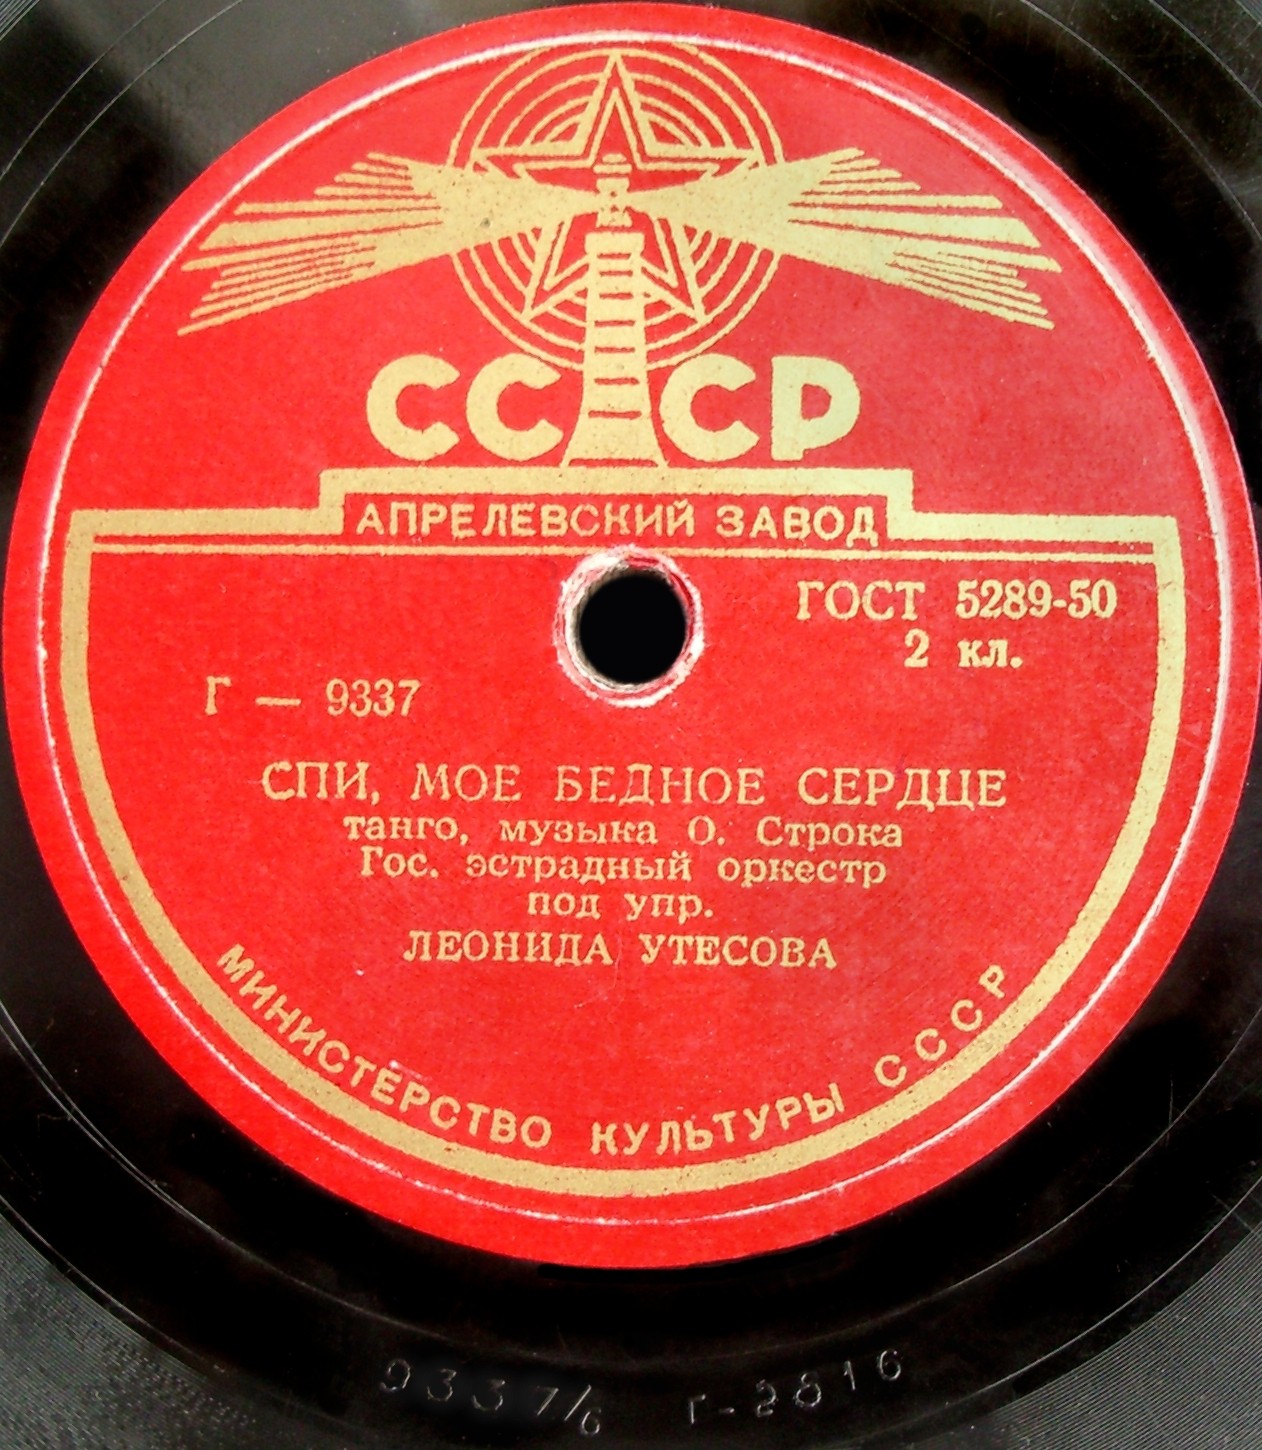 СССР
АПРЕЛЕВСКИЙ ЗАВОД
ГОСТ 5289-50
2 кл.
Г — 9337
СПИ, МОЕ БЕДНОЕ СЕРДЦЕ
танго, музыка О. Строка
Гос. эстрадный оркестр
под упр.
ЛЕОНИДА УТЕСОВА
МИНИСТЕРСТВО КУЛЬТУРЫ СССР
9337/6 Г-2816